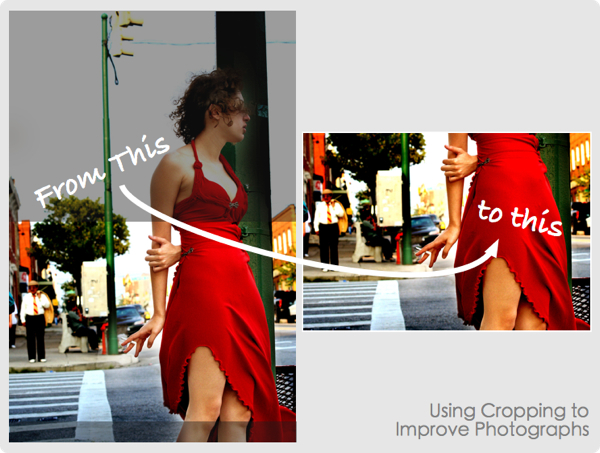 From This
to this
Using Cropping to
Improve Photographs